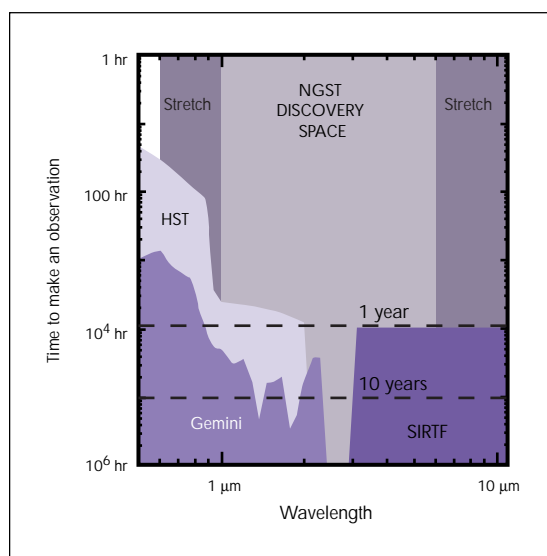 1 hr
NGST
DISCOVERY
SPACE
Stretch
Stretch
100 hr
HST
Time to make an observation
1 year
10⁴ hr
10 years
Gemini
SIRTF
10⁶ hr
1 µm
10 µm
Wavelength